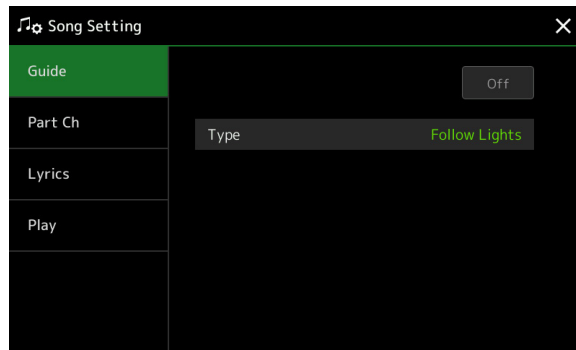 Song Setting
Guide
Off
Part Ch
Type Follow Lights
Lyrics
Play